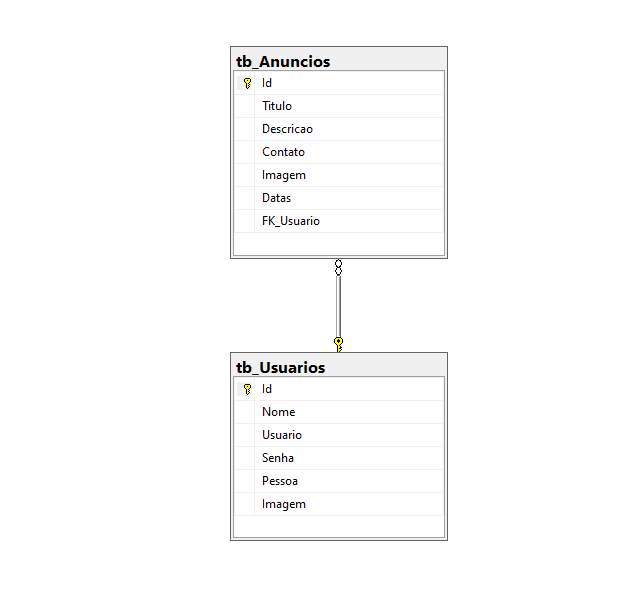 tb_Anuncios
Id
Titulo
Descricao
Contato
Imagem
Datas
FK_Usuario
tb_Usuarios
Id
Nome
Usuario
Senha
Pessoa
Imagem